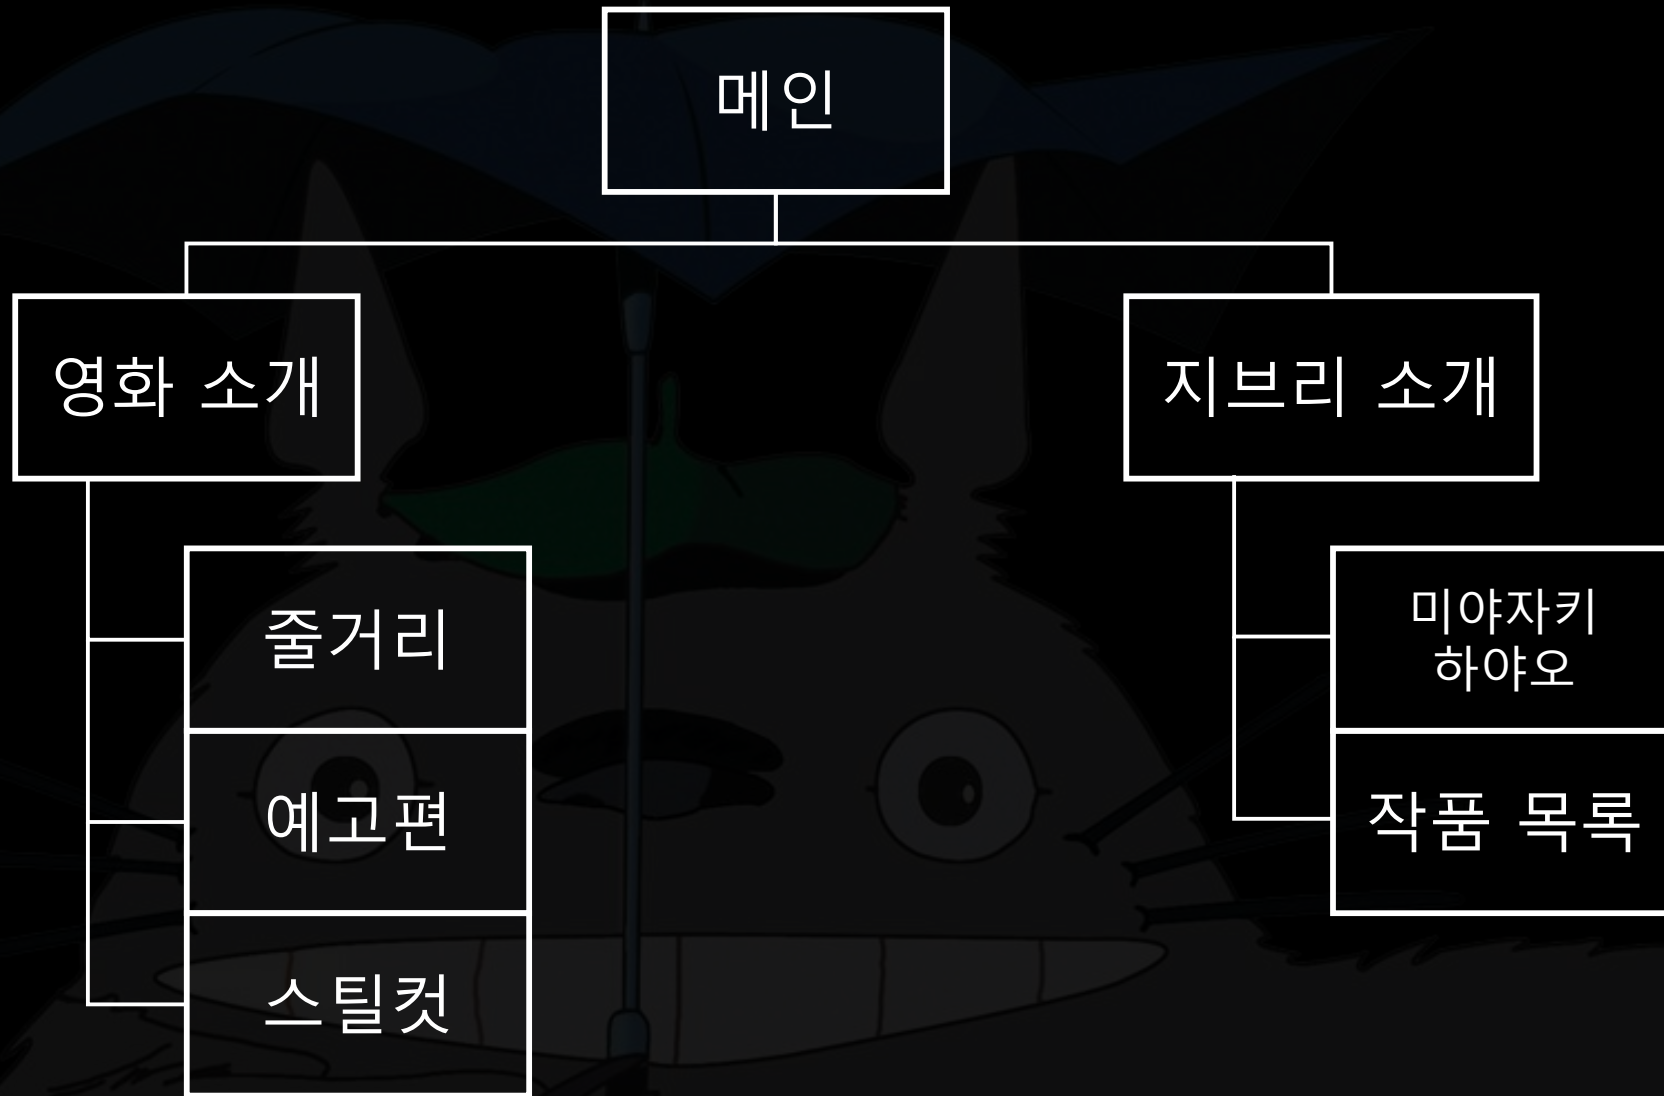 메인
영화 소개
지브리 소개
줄거리
예고편
스틸컷
미야자키
하야오
작품 목록